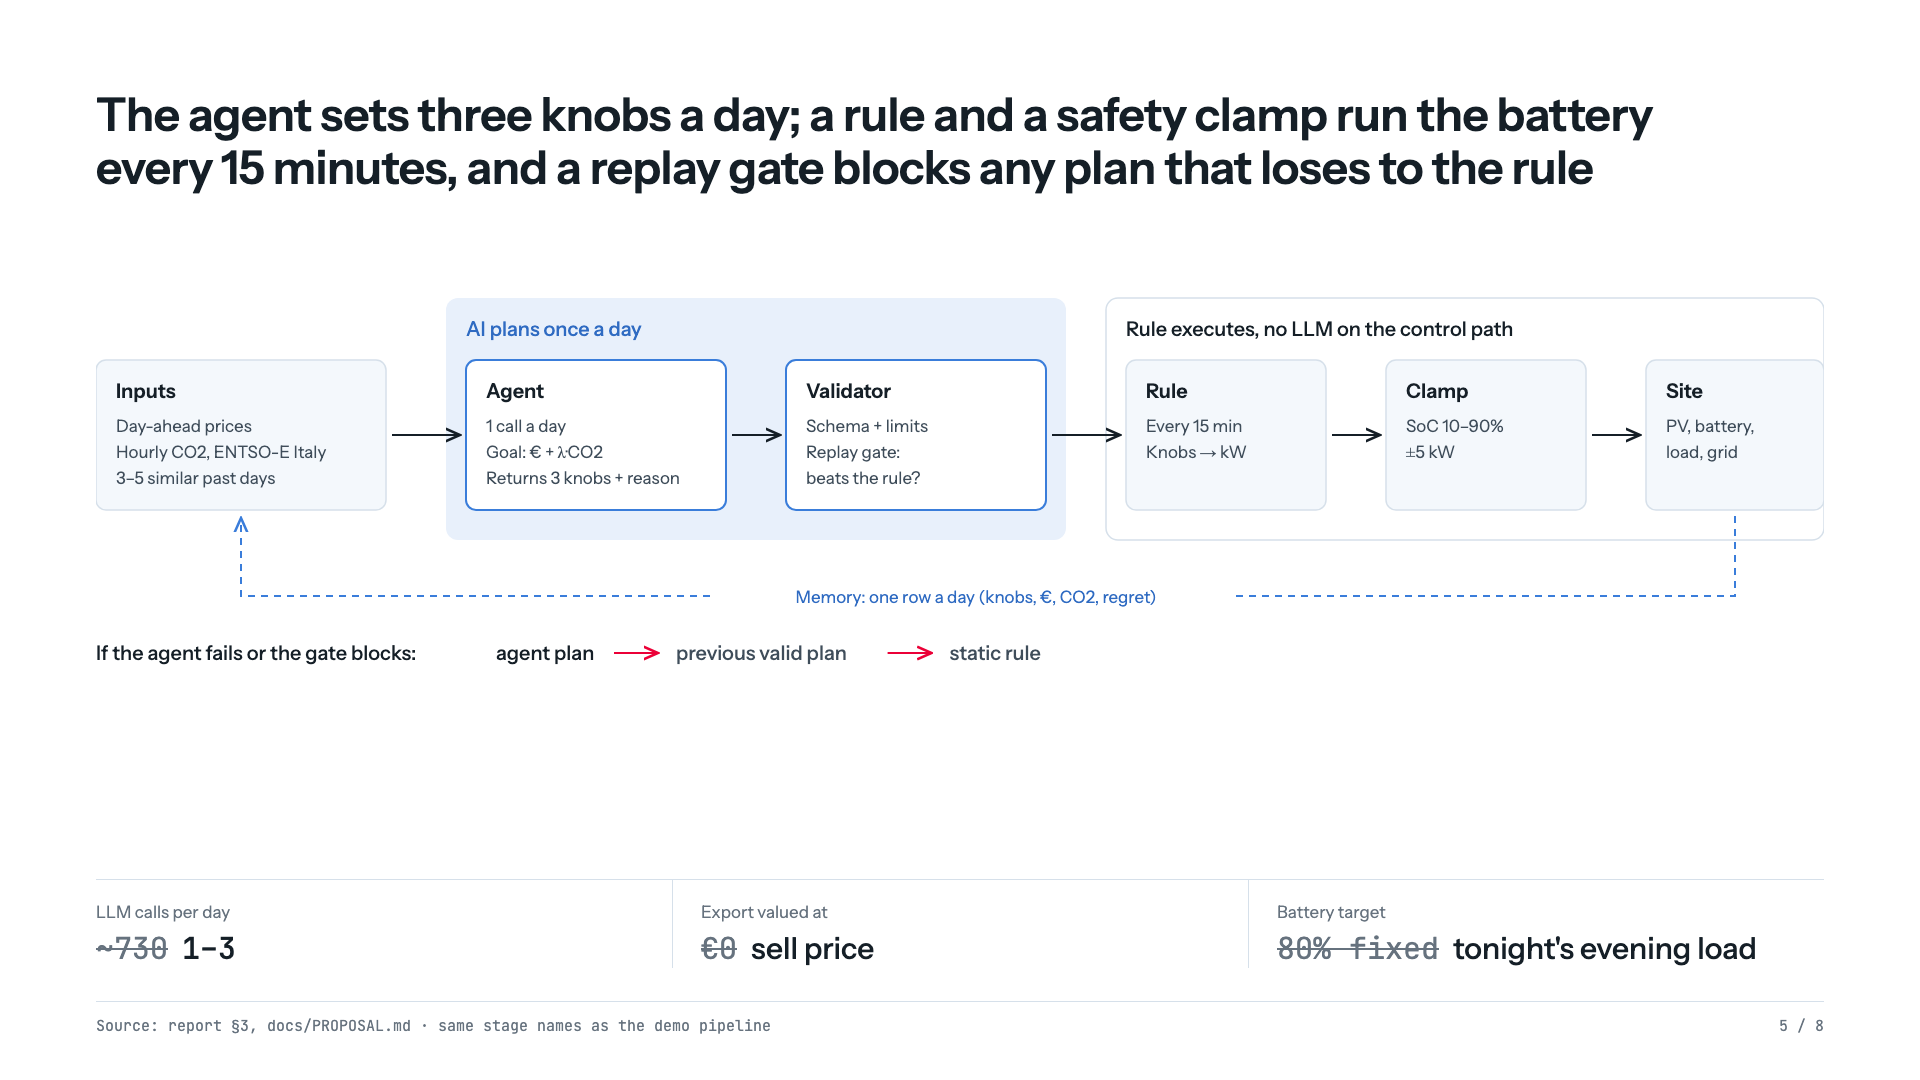 The agent sets three knobs a day; a rule and a safety clamp run the battery
every 15 minutes, and a replay gate blocks any plan that loses to the rule
AI plans once a day
Rule executes, no LLM on the control path
Inputs
Day-ahead prices
Hourly CO2, ENTSO-E Italy
3–5 similar past days
Agent
1 call a day
Goal: € + λ·CO2
Returns 3 knobs + reason
Validator
Schema + limits
Replay gate:
beats the rule?
Rule
Every 15 min
Knobs → kW
Clamp
SoC 10–90%
±5 kW
Site
PV, battery,
load, grid
Memory: one row a day (knobs, €, CO2, regret)
If the agent fails or the gate blocks: agent plan → previous valid plan → static rule
LLM calls per day
~730 1–3
Export valued at
€0 sell price
Battery target
80% fixed tonight's evening load
Source: report §3, docs/PROPOSAL.md · same stage names as the demo pipeline
5 / 8